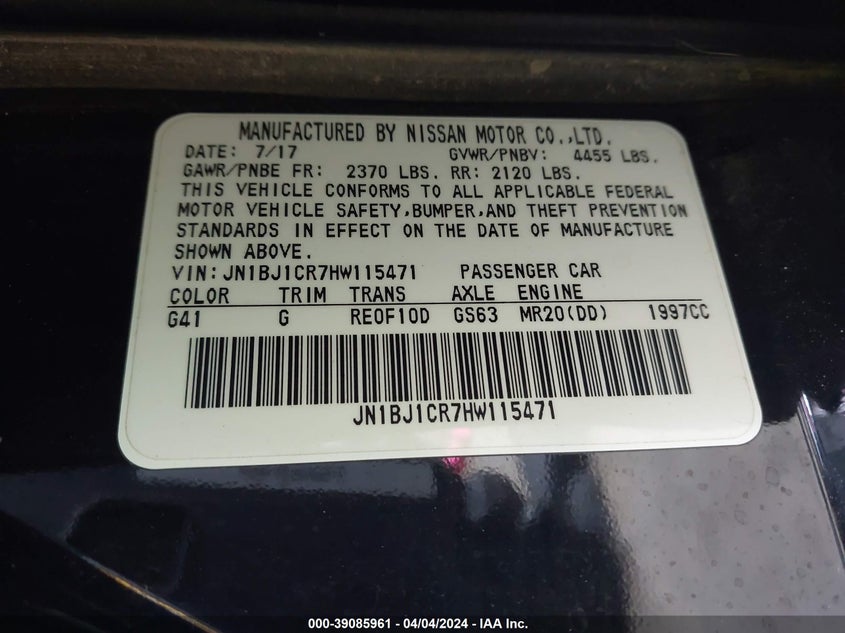 MANUFACTURED BY NISSAN MOTOR CO.,LTD.
DATE: 7/17 GVWR/PNBV: 4455 LBS.
GAWR/PNBE FR: 2370 LBS. RR: 2120 LBS.
THIS VEHICLE CONFORMS TO ALL APPLICABLE FEDERAL
MOTOR VEHICLE SAFETY,BUMPER,AND THEFT PREVENTION
STANDARDS IN EFFECT ON THE DATE OF MANUFACTURE
SHOWN ABOVE.
VIN:JN1BJ1CR7HW115471 PASSENGER CAR
COLOR TRIM TRANS AXLE ENGINE
G41 G RE0F10D GS63 MR20(DD) 1997CC
JN1BJ1CR7HW115471
000-39085961 - 04/04/2024 - IAA Inc.